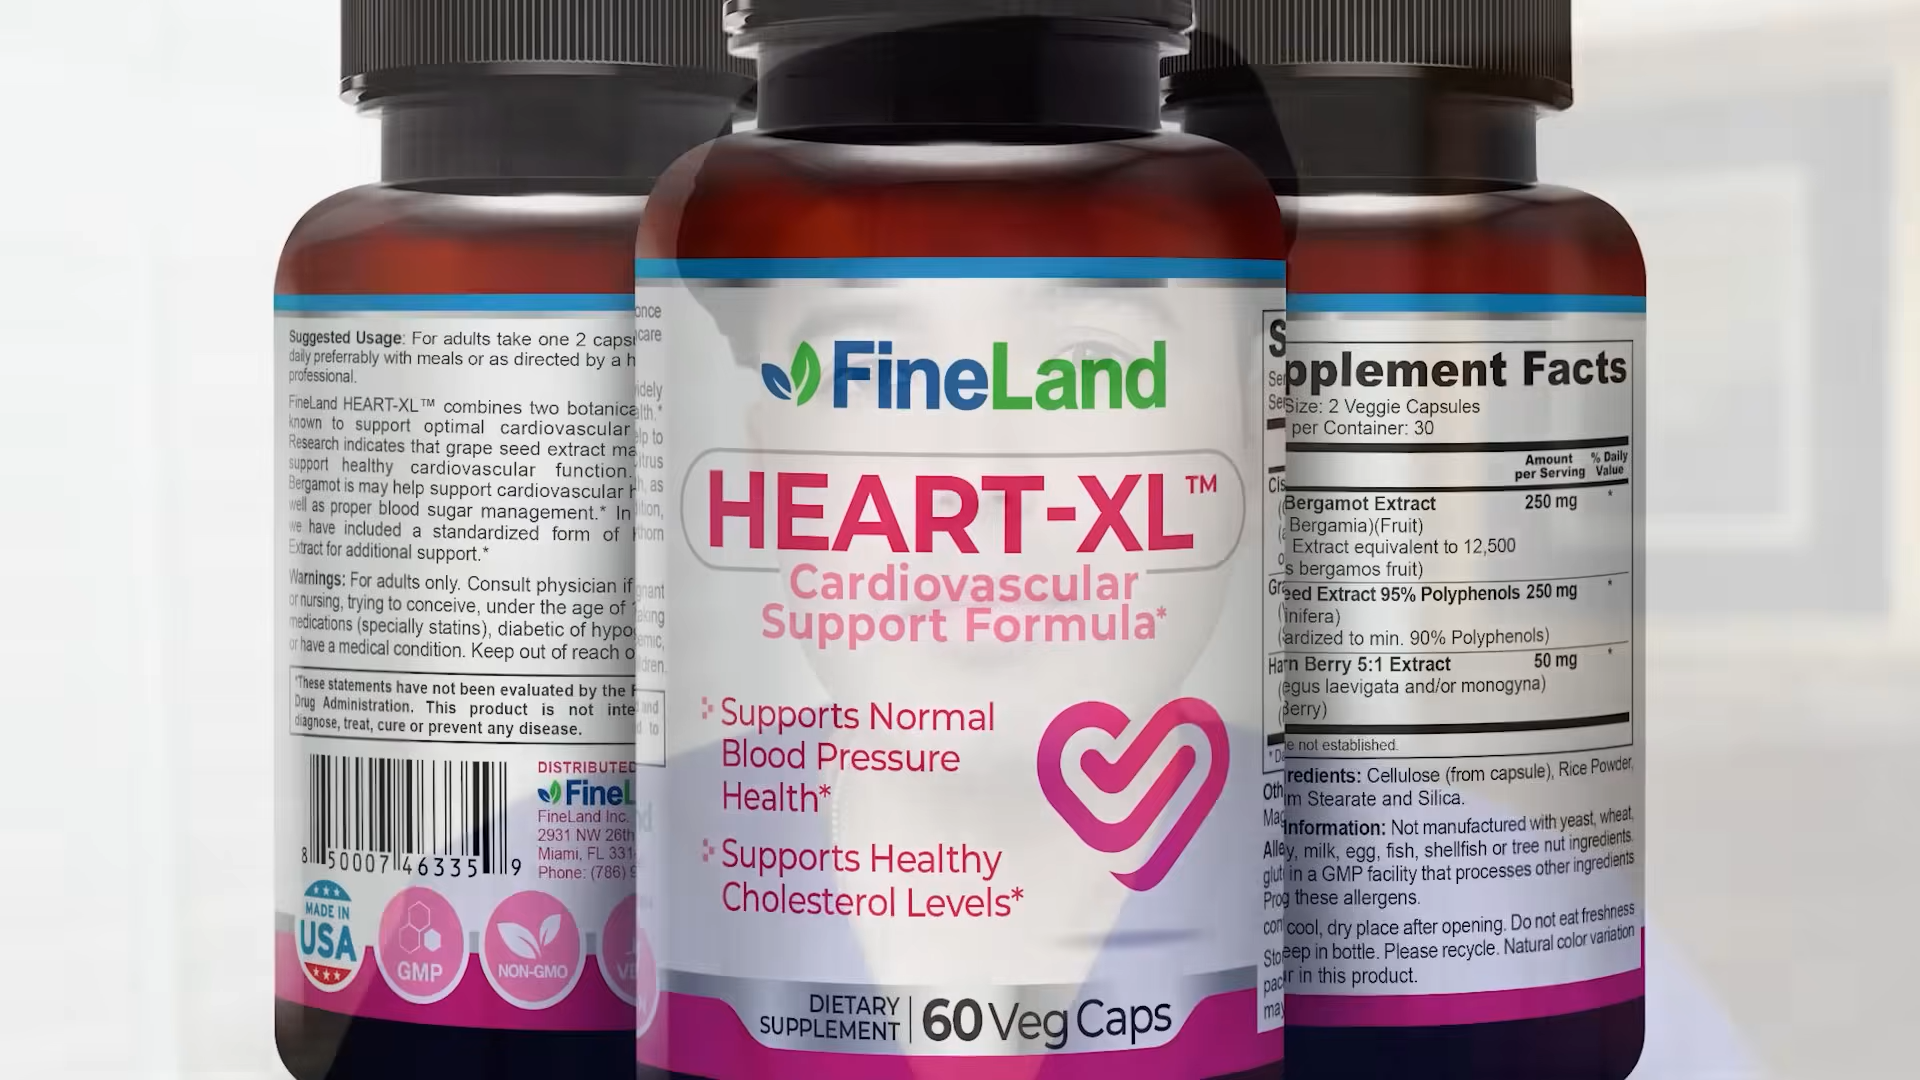 Suggested Usage: For adults take one 2 caps
daily preferrably with meals or as directed by a h
professional.
FineLand HEART-XL™ combines two botanica
known to support optimal cardiovascular
Research indicates that grape seed extract ma
support healthy cardiovascular function.
Bergamot is may help support cardiovascular h
well as proper blood sugar management.* In
we have included a standardized form of
Extract for additional support.*
Warnings: For adults only. Consult physician if
or nursing, trying to conceive, under the age of
medications (specially statins), diabetic of hypo
or have a medical condition. Keep out of reach o
*These statements have not been evaluated by the F
Drug Administration. This product is not inte
diagnose, treat, cure or prevent any disease.
8 50007 46335 9
DISTRIBUTED
FineL
FineLand Inc.
2931 NW 26th
Miami, FL 331
Phone: (786) 9
MADE IN
USA
GMP
NON-GMO
VE
FineLand
HEART-XL™
Cardiovascular
Support Formula*
Supports Normal
Blood Pressure
Health*
Supports Healthy
Cholesterol Levels*
DIETARY
SUPPLEMENT
60 Veg Caps
pplement Facts
Size: 2 Veggie Capsules
per Container: 30
Amount
per Serving
% Daily
Value
Bergamot Extract 250 mg *
Bergamia)(Fruit)
Extract equivalent to 12,500
s bergamos fruit)
eed Extract 95% Polyphenols 250 mg *
inifera)
ardized to min. 90% Polyphenols)
n Berry 5:1 Extract 50 mg *
egus laevigata and/or monogyna)
Berry)
e not established.
redients: Cellulose (from capsule), Rice Powder,
m Stearate and Silica.
Information: Not manufactured with yeast, wheat,
y, milk, egg, fish, shellfish or tree nut ingredients.
in a GMP facility that processes other ingredients
these allergens.
cool, dry place after opening. Do not eat freshness
eep in bottle. Please recycle. Natural color variation
r in this product.